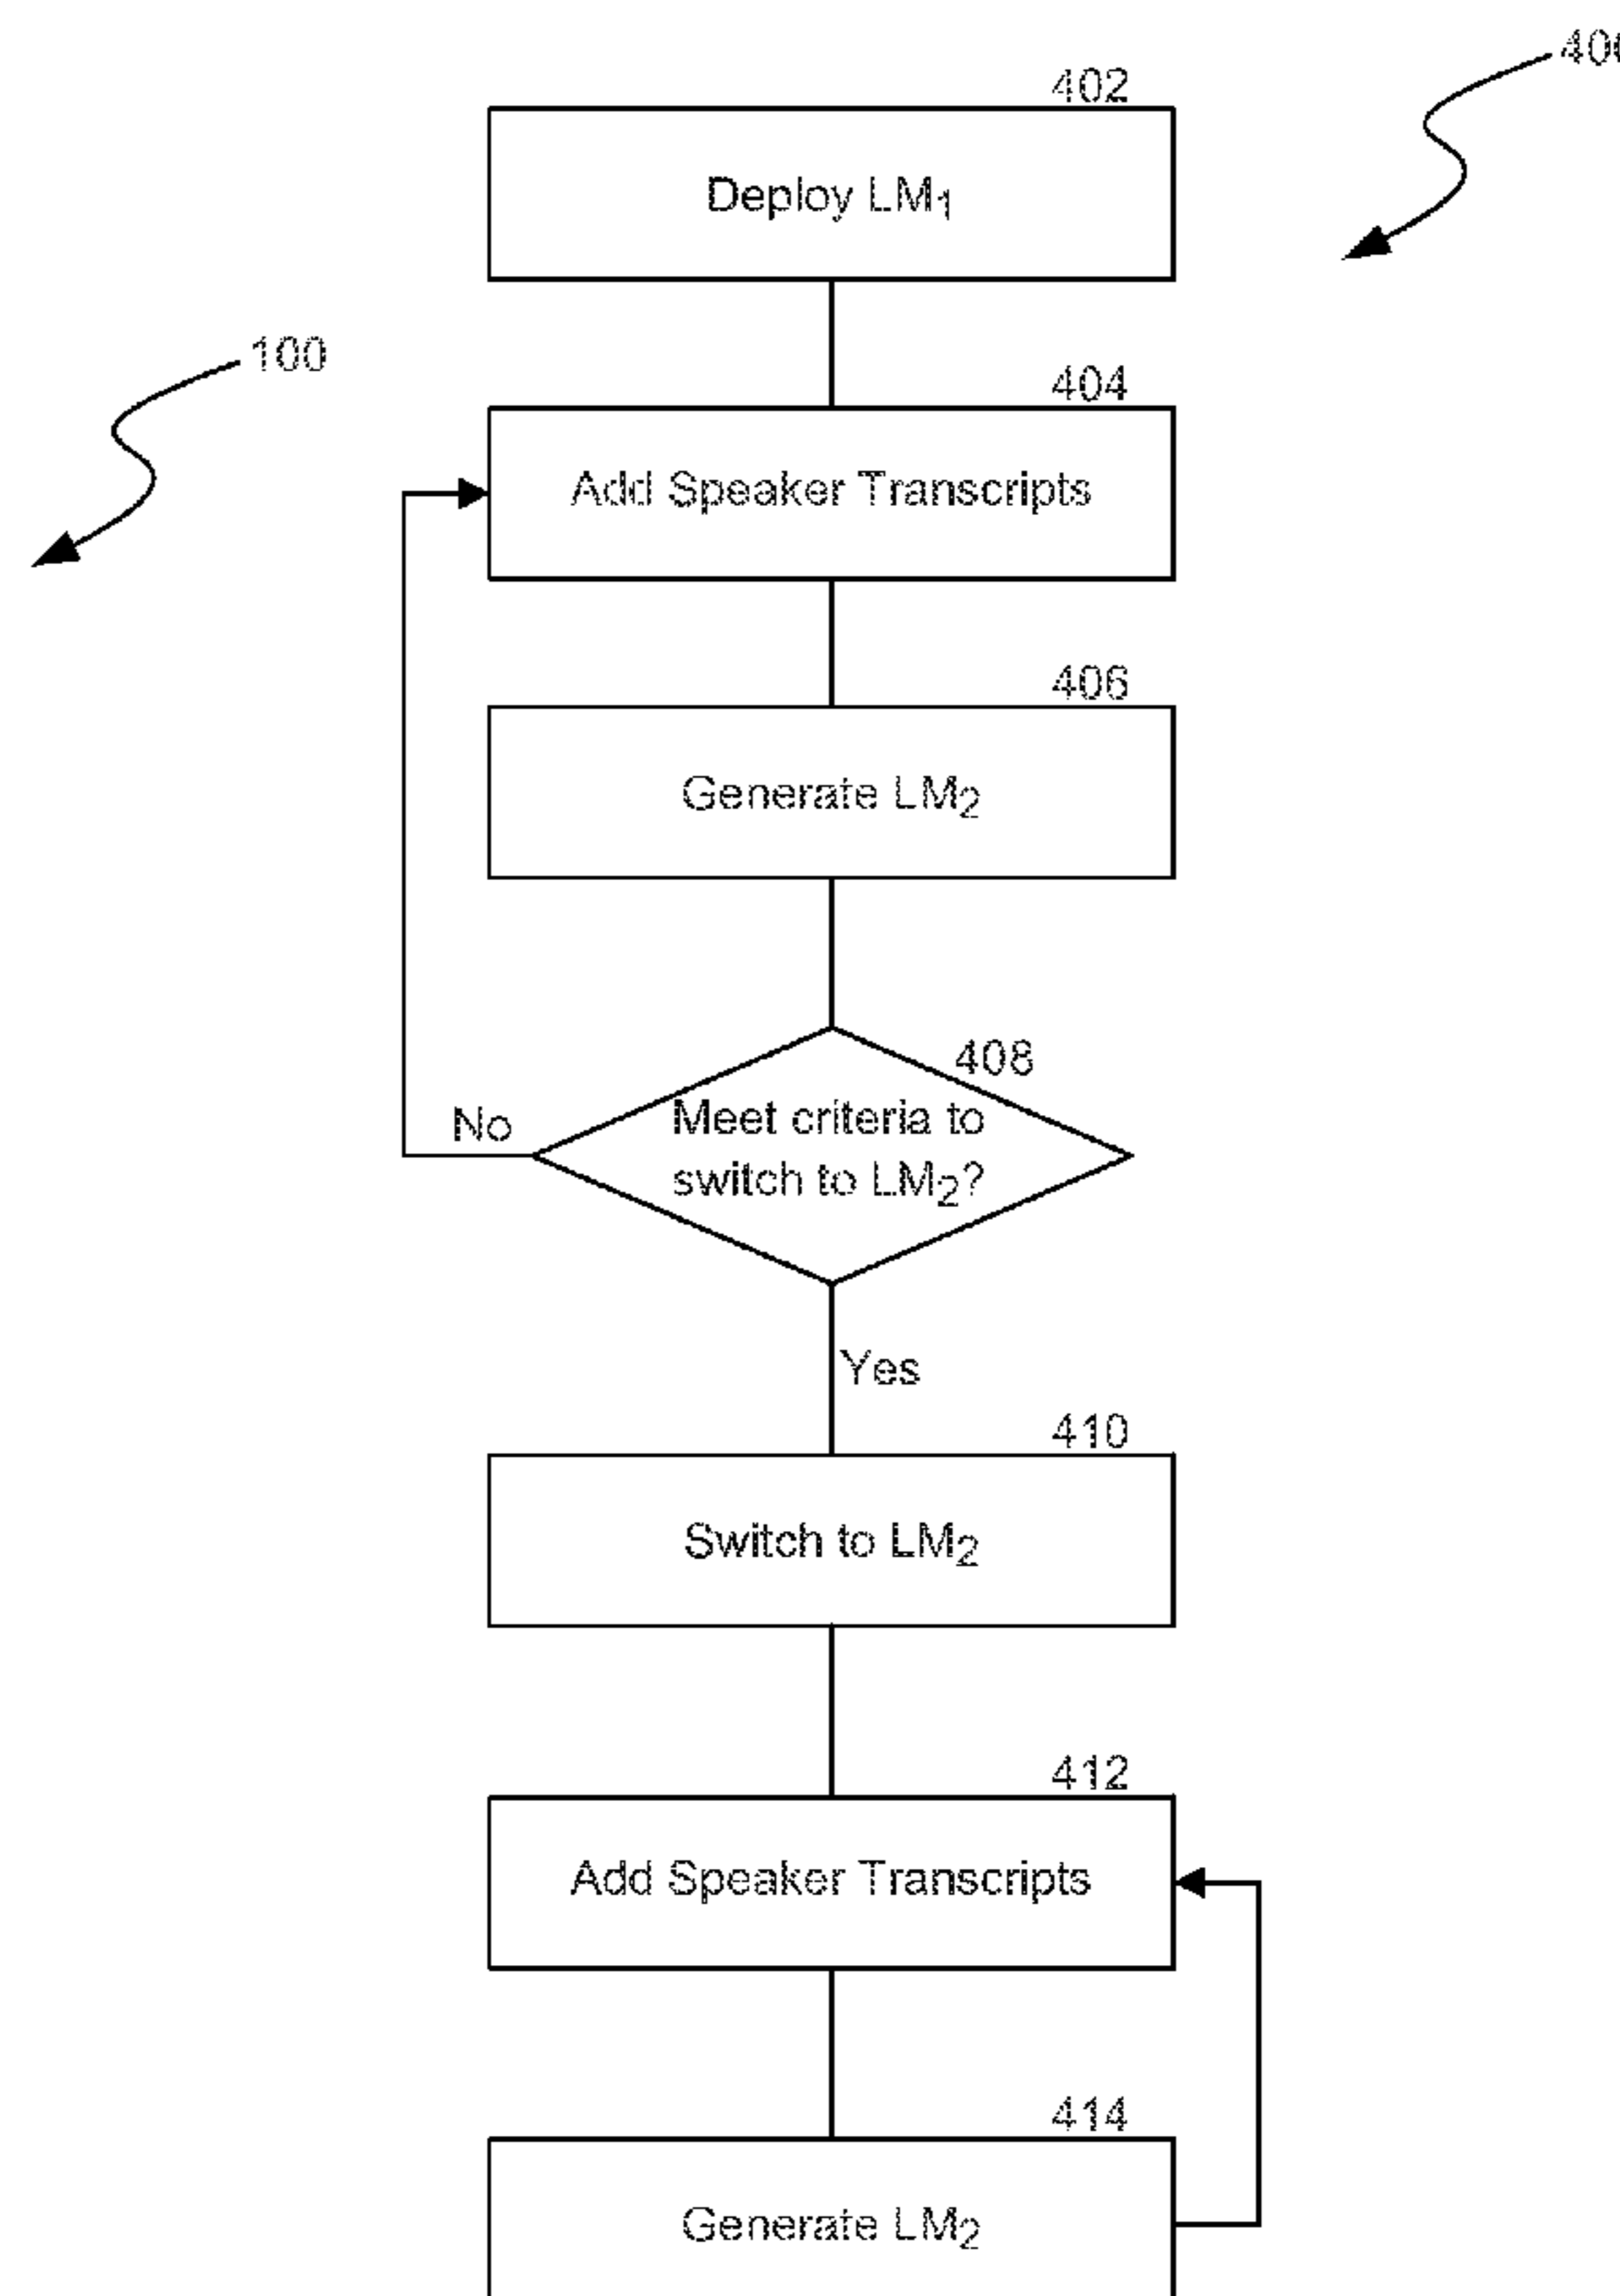 402
Deploy LM1
100
404
Add Speaker Transcripts
406
Generate LM2
408
Meet criteria to
switch to LM2?
No
Yes
410
Switch to LM2
412
Add Speaker Transcripts
414
Generate LM2